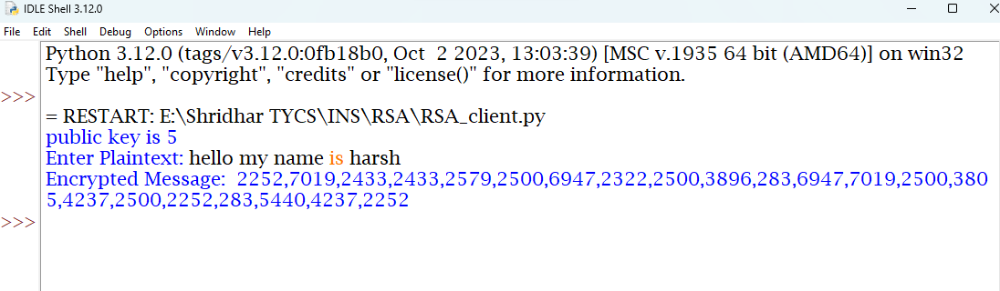 IDLE Shell 3.12.0
File Edit Shell Debug Options Window Help
Python 3.12.0 (tags/v3.12.0:0fb18b0, Oct  2 2023, 13:03:39) [MSC v.1935 64 bit (AMD64)] on win32
Type "help", "copyright", "credits" or "license()" for more information.
>>>
= RESTART: E:\Shridhar TYCS\INS\RSA\RSA_client.py
public key is 5
Enter Plaintext: hello my name is harsh
Encrypted Message:  2252,7019,2433,2433,2579,2500,6947,2322,2500,3896,283,6947,7019,2500,380
5,4237,2500,2252,283,5440,4237,2252
>>>